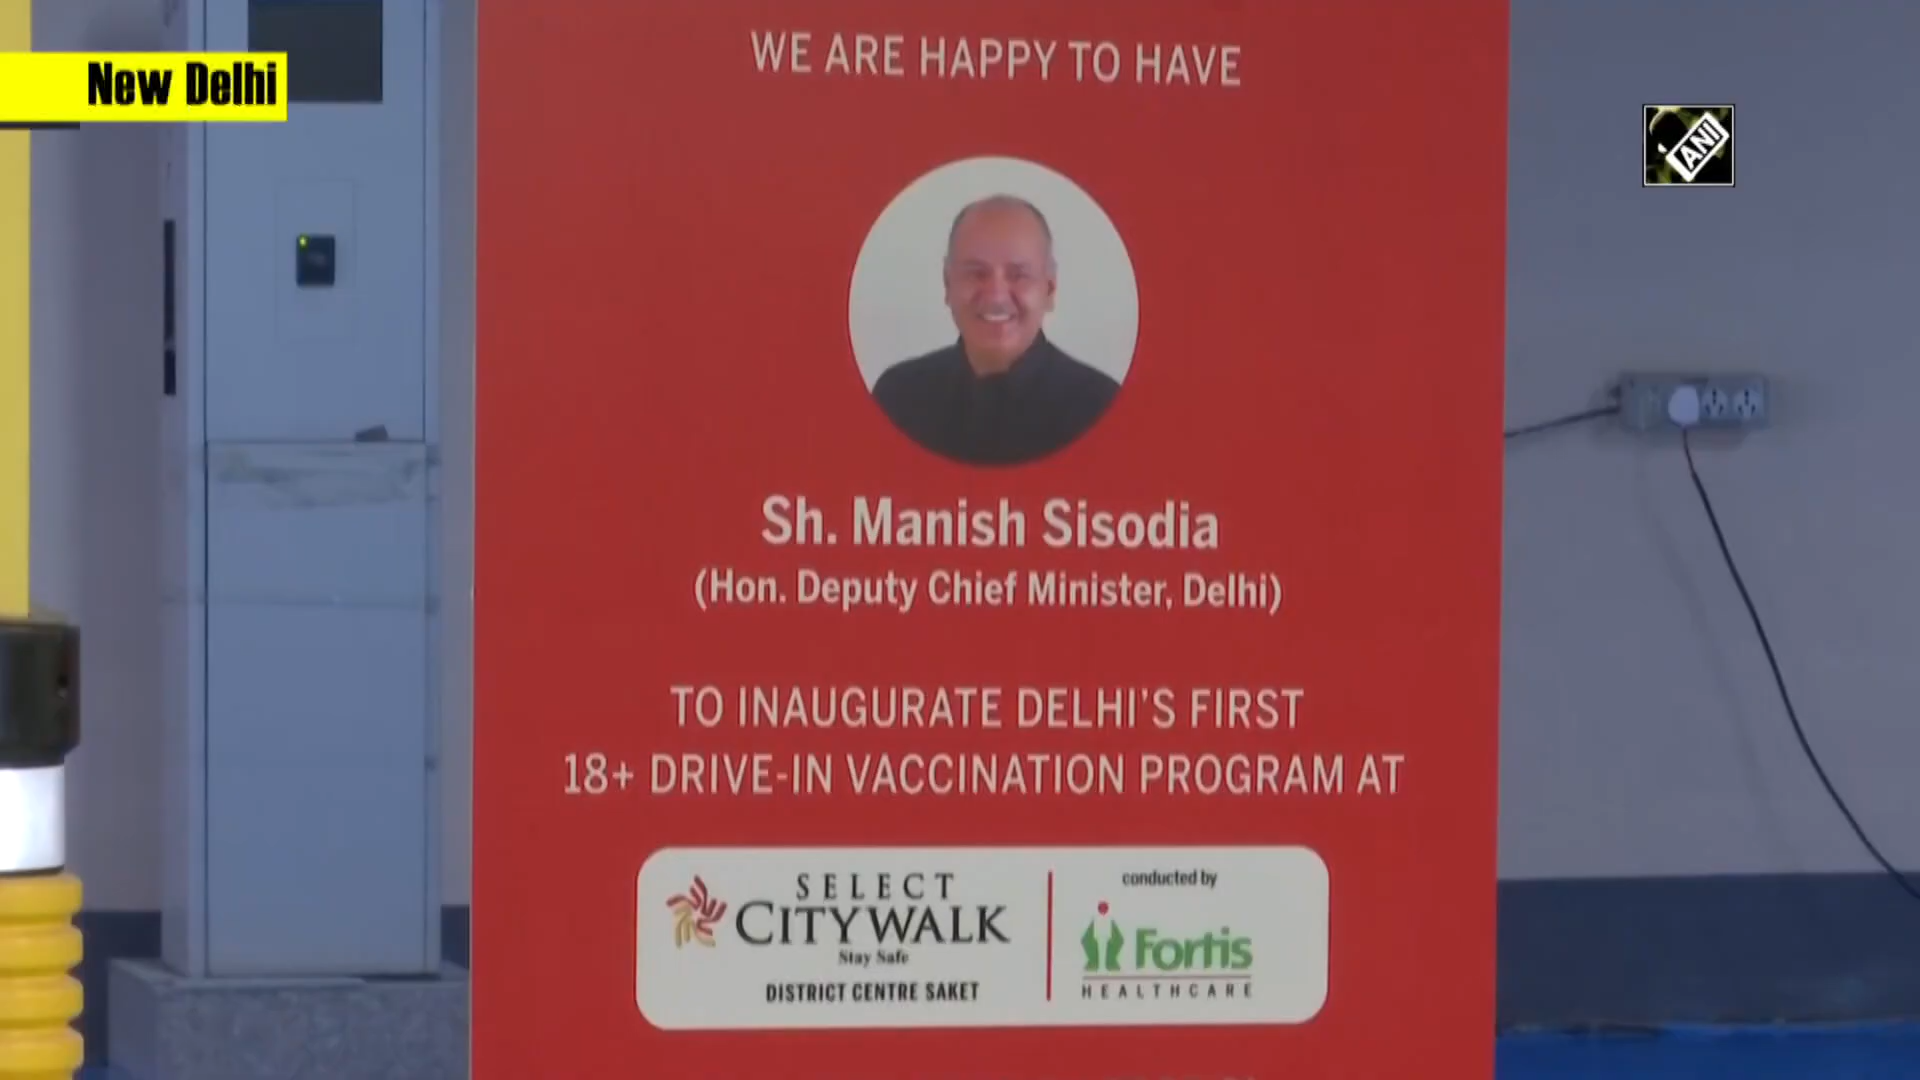 New Delhi
ANI
WE ARE HAPPY TO HAVE
Sh. Manish Sisodia
(Hon. Deputy Chief Minister, Delhi)
TO INAUGURATE DELHI'S FIRST
18+ DRIVE-IN VACCINATION PROGRAM AT
SELECT
CITYWALK
Stay Safe
DISTRICT CENTRE SAKET
conducted by
Fortis
HEALTHCARE